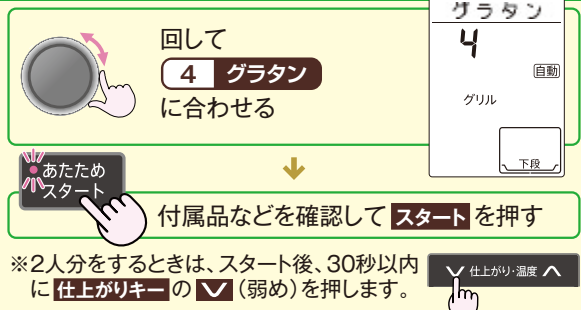 回して
4 グラタン
に合わせる
グラタン
4
自動
グリル
下段
あたため
スタート
付属品などを確認して スタート を押す
※2人分をするときは、スタート後、30秒以内
に 仕上がりキー の ∨ (弱め)を押します。
∨ 仕上がり・温度 ∧